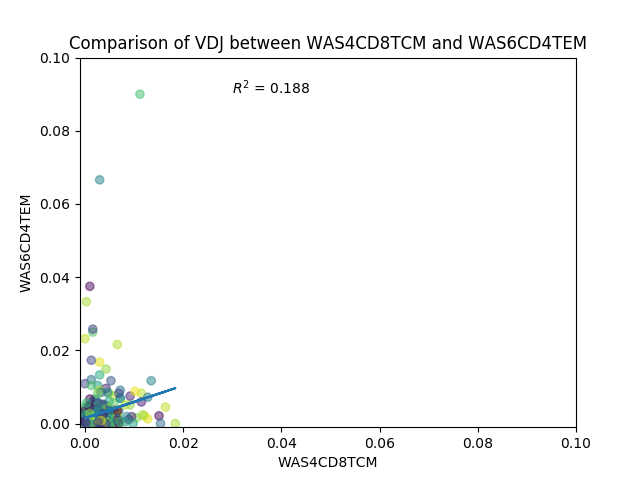 Comparison of VDJ between WAS4CD8TCM and WAS6CD4TEM
R² = 0.188
0.10
0.08
0.06
0.04
0.02
0.00
WAS6CD4TEM
0.00 0.02 0.04 0.06 0.08 0.10
WAS4CD8TCM